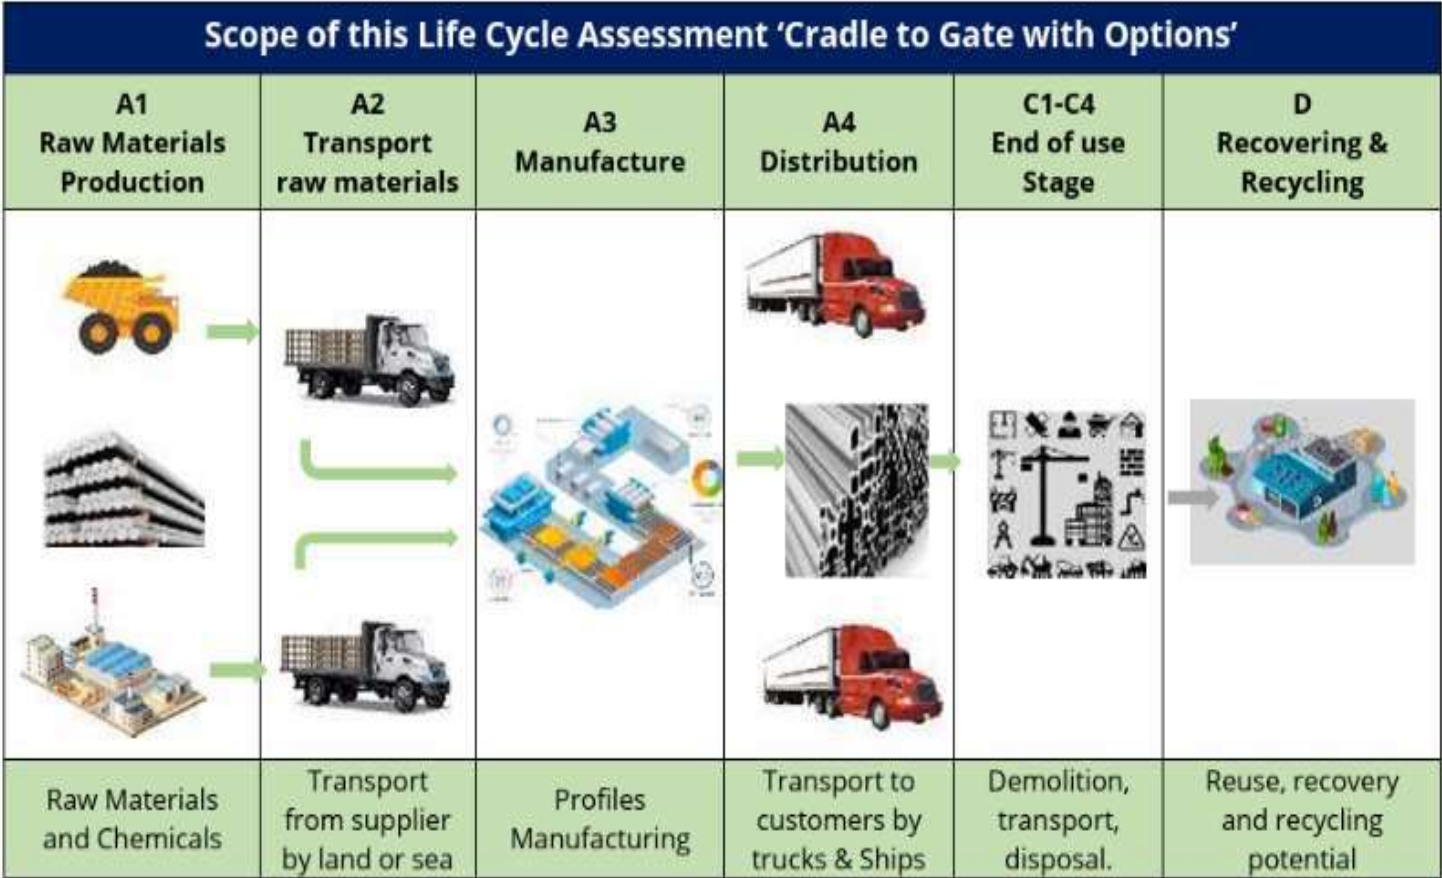 Scope of this Life Cycle Assessment ‘Cradle to Gate with Options’
A1
Raw Materials
Production
A2
Transport
raw materials
A3
Manufacture
A4
Distribution
C1-C4
End of use
Stage
D
Recovering &
Recycling
Raw Materials
and Chemicals
Transport
from supplier
by land or sea
Profiles
Manufacturing
Transport to
customers by
trucks & Ships
Demolition,
transport,
disposal.
Reuse, recovery
and recycling
potential